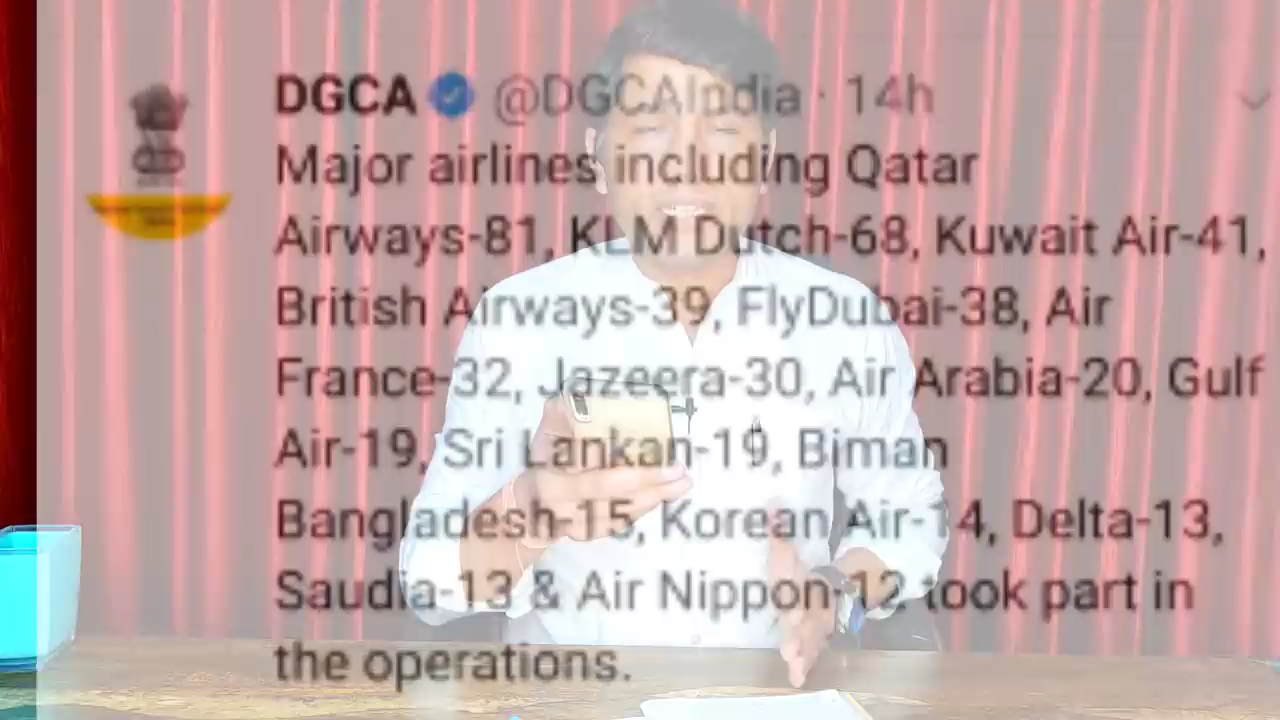 DGCA @DGCAIndia · 14h
Major airlines including Qatar
Airways-81, KLM Dutch-68, Kuwait Air-41,
British Airways-39, FlyDubai-38, Air
France-32, Jazeera-30, Air Arabia-20, Gulf
Air-19, Sri Lankan-19, Biman
Bangladesh-15, Korean Air-14, Delta-13,
Saudia-13 & Air Nippon-12 took part in
the operations.